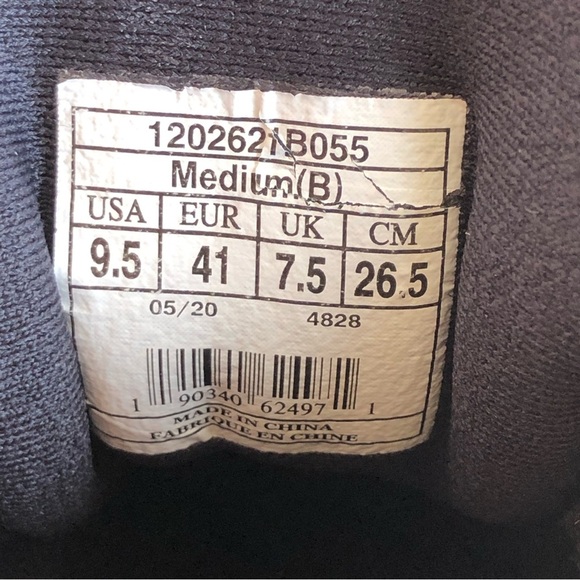 1202621B055
Medium(B)
USA EUR UK CM
9.5 41 7.5 26.5
05/20 4828
1 90340 62497 1
MADE IN CHINA
FABRIQUE EN CHINE